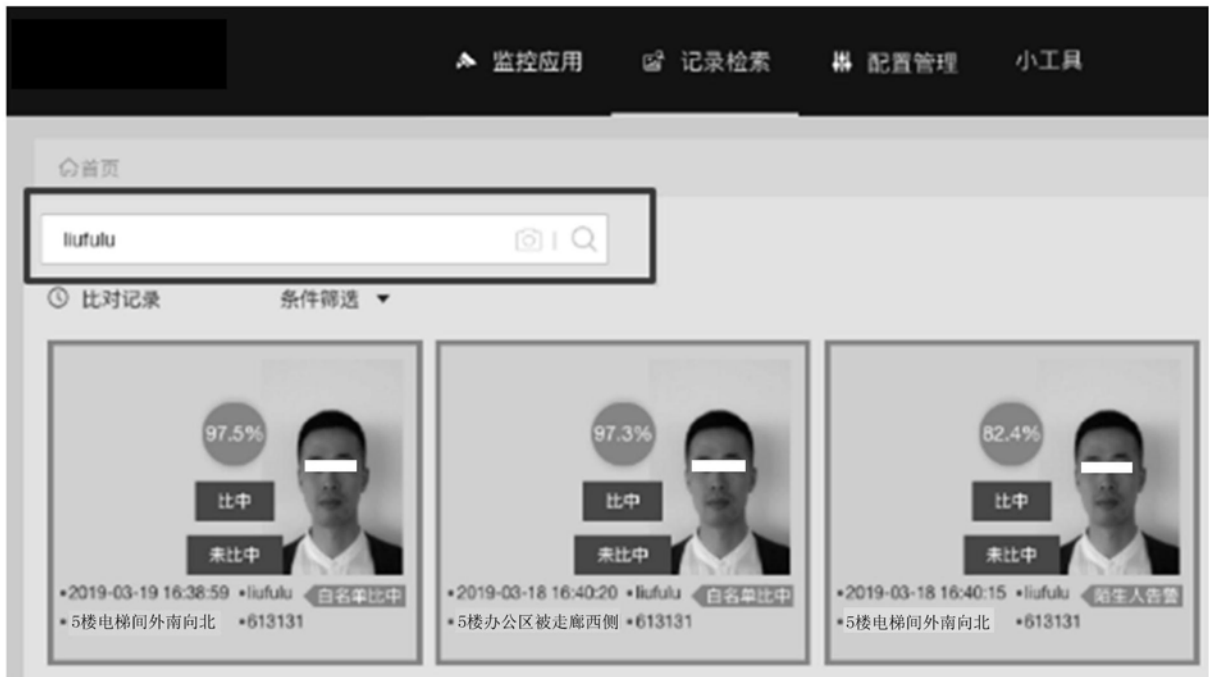 监控应用 记录检索 配置管理 小工具
首页
liufulu
比对记录 条件筛选
97.5% 97.3% 82.4%
比中 比中 比中
未比中 未比中 未比中
•2019-03-19 16:38:59 •liufulu 白名单比中 •2019-03-18 16:40:20 •liufulu 白名单比中 •2019-03-18 16:40:15 •liufulu 陌生人告警
•5楼电梯间外南向北 •613131 •5楼办公区被走廊西侧 •613131 •5楼电梯间外南向北 •613131